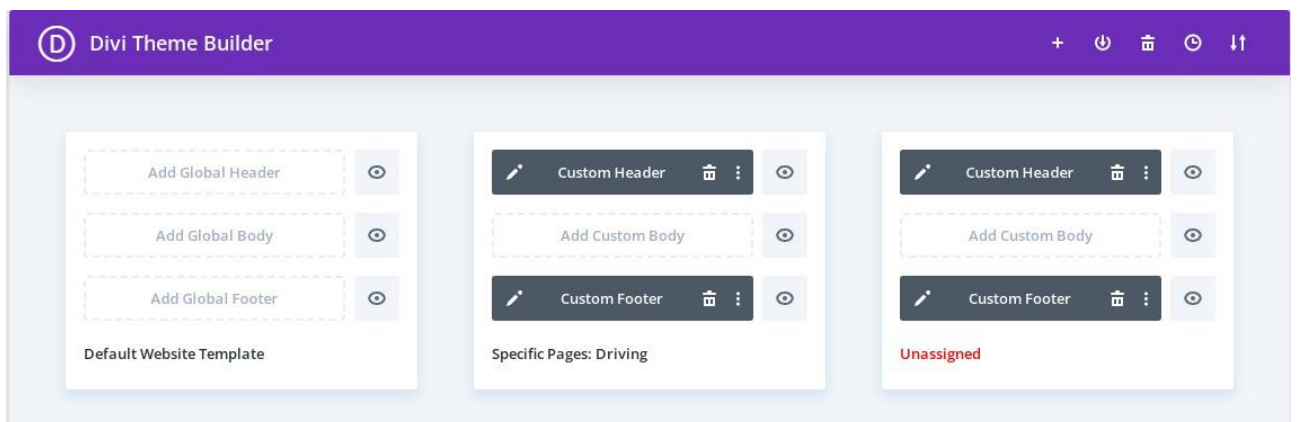 D Divi Theme Builder
Add Global Header
Add Global Body
Add Global Footer
Default Website Template
Custom Header
Add Custom Body
Custom Footer
Specific Pages: Driving
Custom Header
Add Custom Body
Custom Footer
Unassigned